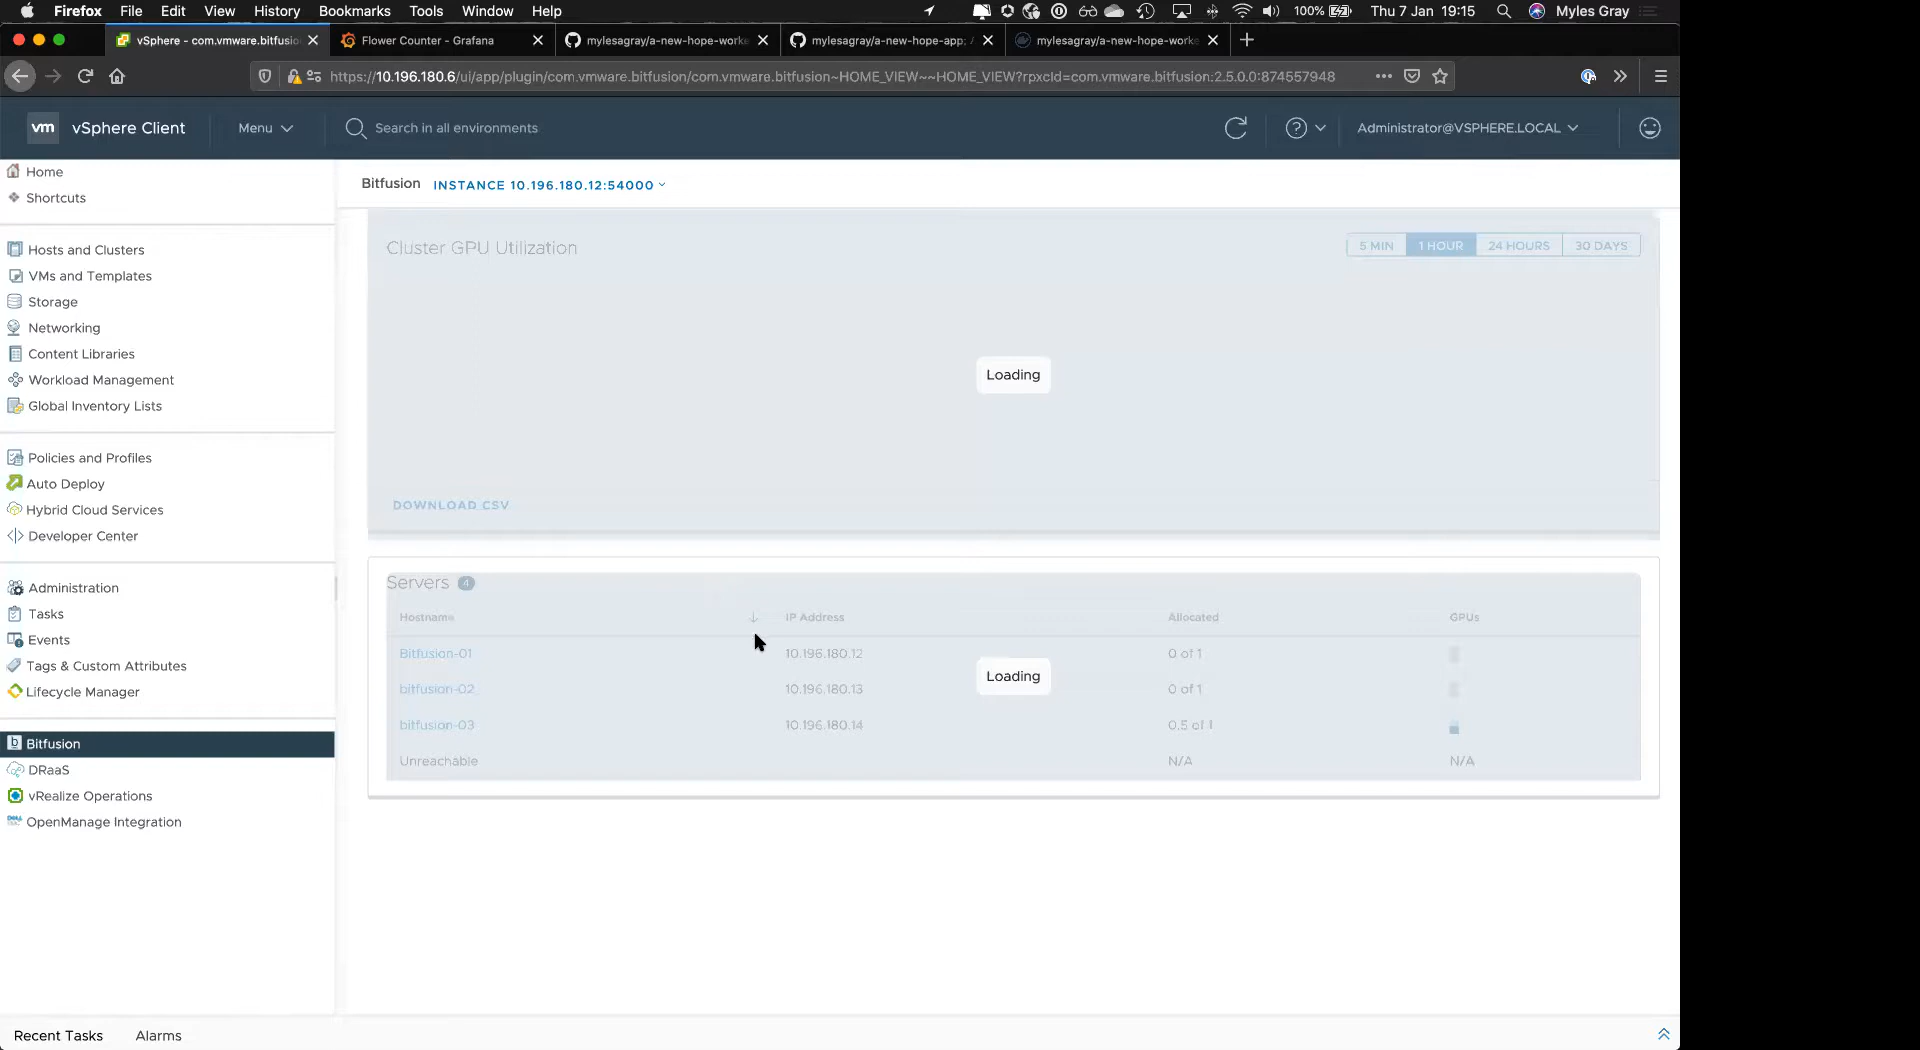 Firefox File Edit View History Bookmarks Tools Window Help 100% Thu 7 Jan 19:15 Myles Gray
vSphere - com.vmware.bitfusio
Flower Counter - Grafana
mylesagray/a-new-hope-worke
mylesagray/a-new-hope-app: A
mylesagray/a-new-hope-worke
https://10.196.180.6/ui/app/plugin/com.vmware.bitfusion/com.vmware.bitfusion~HOME_VIEW~~HOME_VIEW?rpxcId=com.vmware.bitfusion:2.5.0.0:874557948
vm vSphere Client Menu Search in all environments Administrator@VSPHERE.LOCAL
Home
Shortcuts
Hosts and Clusters
VMs and Templates
Storage
Networking
Content Libraries
Workload Management
Global Inventory Lists
Policies and Profiles
Auto Deploy
Hybrid Cloud Services
Developer Center
Administration
Tasks
Events
Tags & Custom Attributes
Lifecycle Manager
Bitfusion
DRaaS
vRealize Operations
OpenManage Integration
Bitfusion INSTANCE 10.196.180.12:54000
Cluster GPU Utilization 5 MIN 1 HOUR 24 HOURS 30 DAYS
Loading
DOWNLOAD CSV
Servers 4
Hostname IP Address Allocated GPUs
Bitfusion-01 10.196.180.12 0 of 1
Loading
bitfusion-02 10.196.180.13 0 of 1
bitfusion-03 10.196.180.14 0.5 of 1
Unreachable N/A N/A
Recent Tasks Alarms